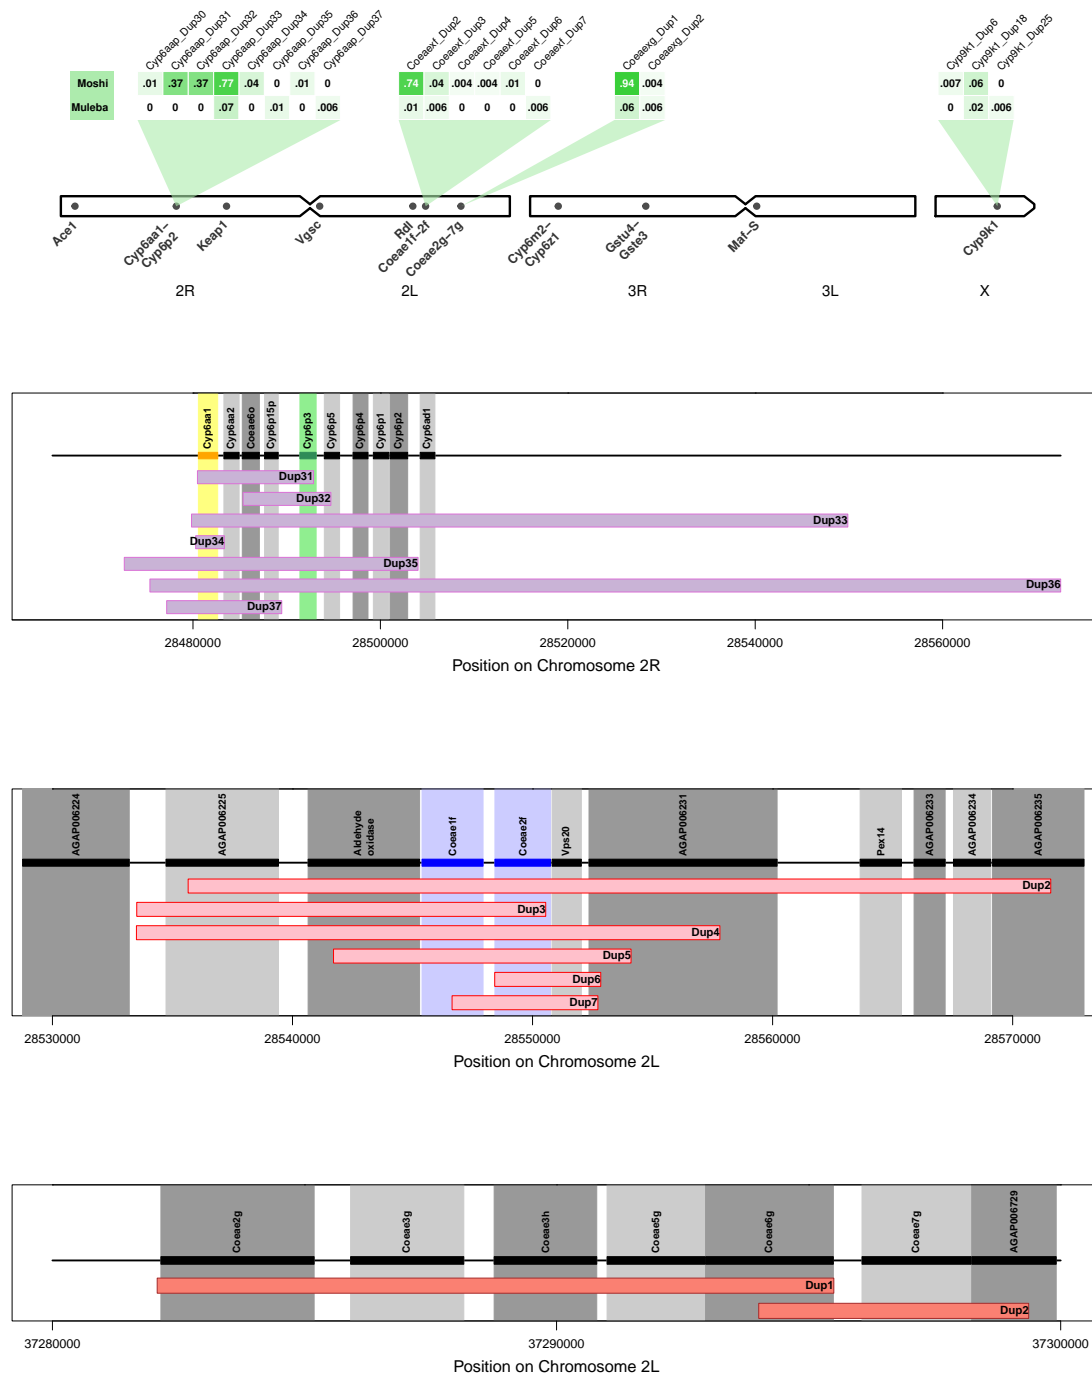 Cyp6aap_Dup30 Cyp6aap_Dup31 Cyp6aap_Dup32 Cyp6aap_Dup33 Cyp6aap_Dup34 Cyp6aap_Dup35 Cyp6aap_Dup36 Cyp6aap_Dup37 Coeaexf_Dup2 Coeaexf_Dup3 Coeaexf_Dup4 Coeaexf_Dup5 Coeaexf_Dup6 Coeaexf_Dup7 Coeaexg_Dup1 Coeaexg_Dup2 Cyp9k1_Dup6 Cyp9k1_Dup18 Cyp9k1_Dup25
Moshi .01 .37 .37 .77 .04 0 .01 0 .74 .04 .004 .004 .01 0 .94 .004 .007 .06 0
Muleba 0 0 0 .07 0 .01 0 .006 .01 .006 0 0 0 .006 .06 .006 0 .02 .006
Ace1
Cyp6aa1–
Cyp6p2
Keap1
Vgsc
Rdl
Coeae1f–2f
Coeae2g–7g
Cyp6m2–
Cyp6z1
Gstu4–
Gste3
Maf–S
Cyp9k1
2R 2L 3R 3L X
Cyp6aa1 Cyp6aa2 Coeae6o Cyp6p15p Cyp6p3 Cyp6p5 Cyp6p4 Cyp6p1 Cyp6p2 Cyp6ad1
Dup31
Dup32
Dup33
Dup34
Dup35
Dup36
Dup37
28480000 28500000 28520000 28540000 28560000
Position on Chromosome 2R
AGAP006224 AGAP006225 Aldehyde oxidase Coeae1f Coeae2f Vps20 AGAP006231 Pex14 AGAP006233 AGAP006234 AGAP006235
Dup2
Dup3
Dup4
Dup5
Dup6
Dup7
28530000 28540000 28550000 28560000 28570000
Position on Chromosome 2L
Coeae2g Coeae3g Coeae3h Coeae5g Coeae6g Coeae7g AGAP006729
Dup1
Dup2
37280000 37290000 37300000
Position on Chromosome 2L